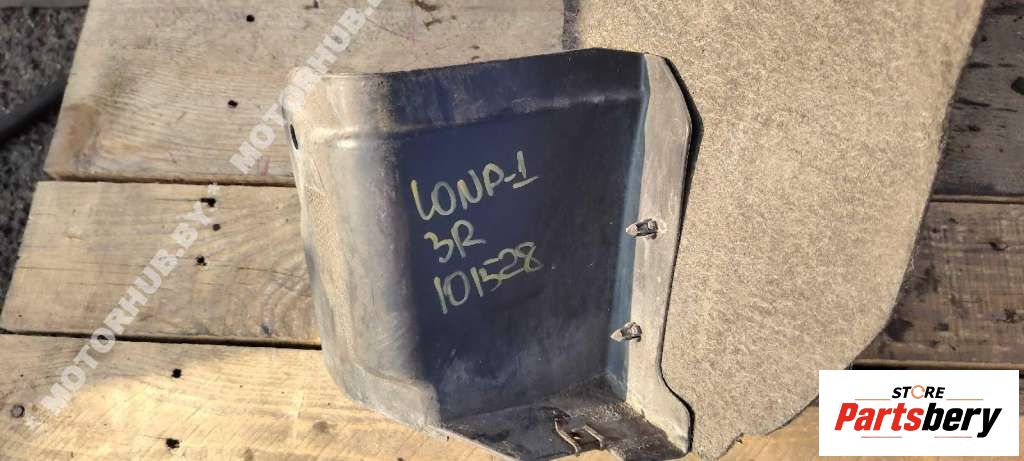 MOTORHUB.BY
MOTORHUB.BY
LONP-1
3R
101528
STORE
Partsbery